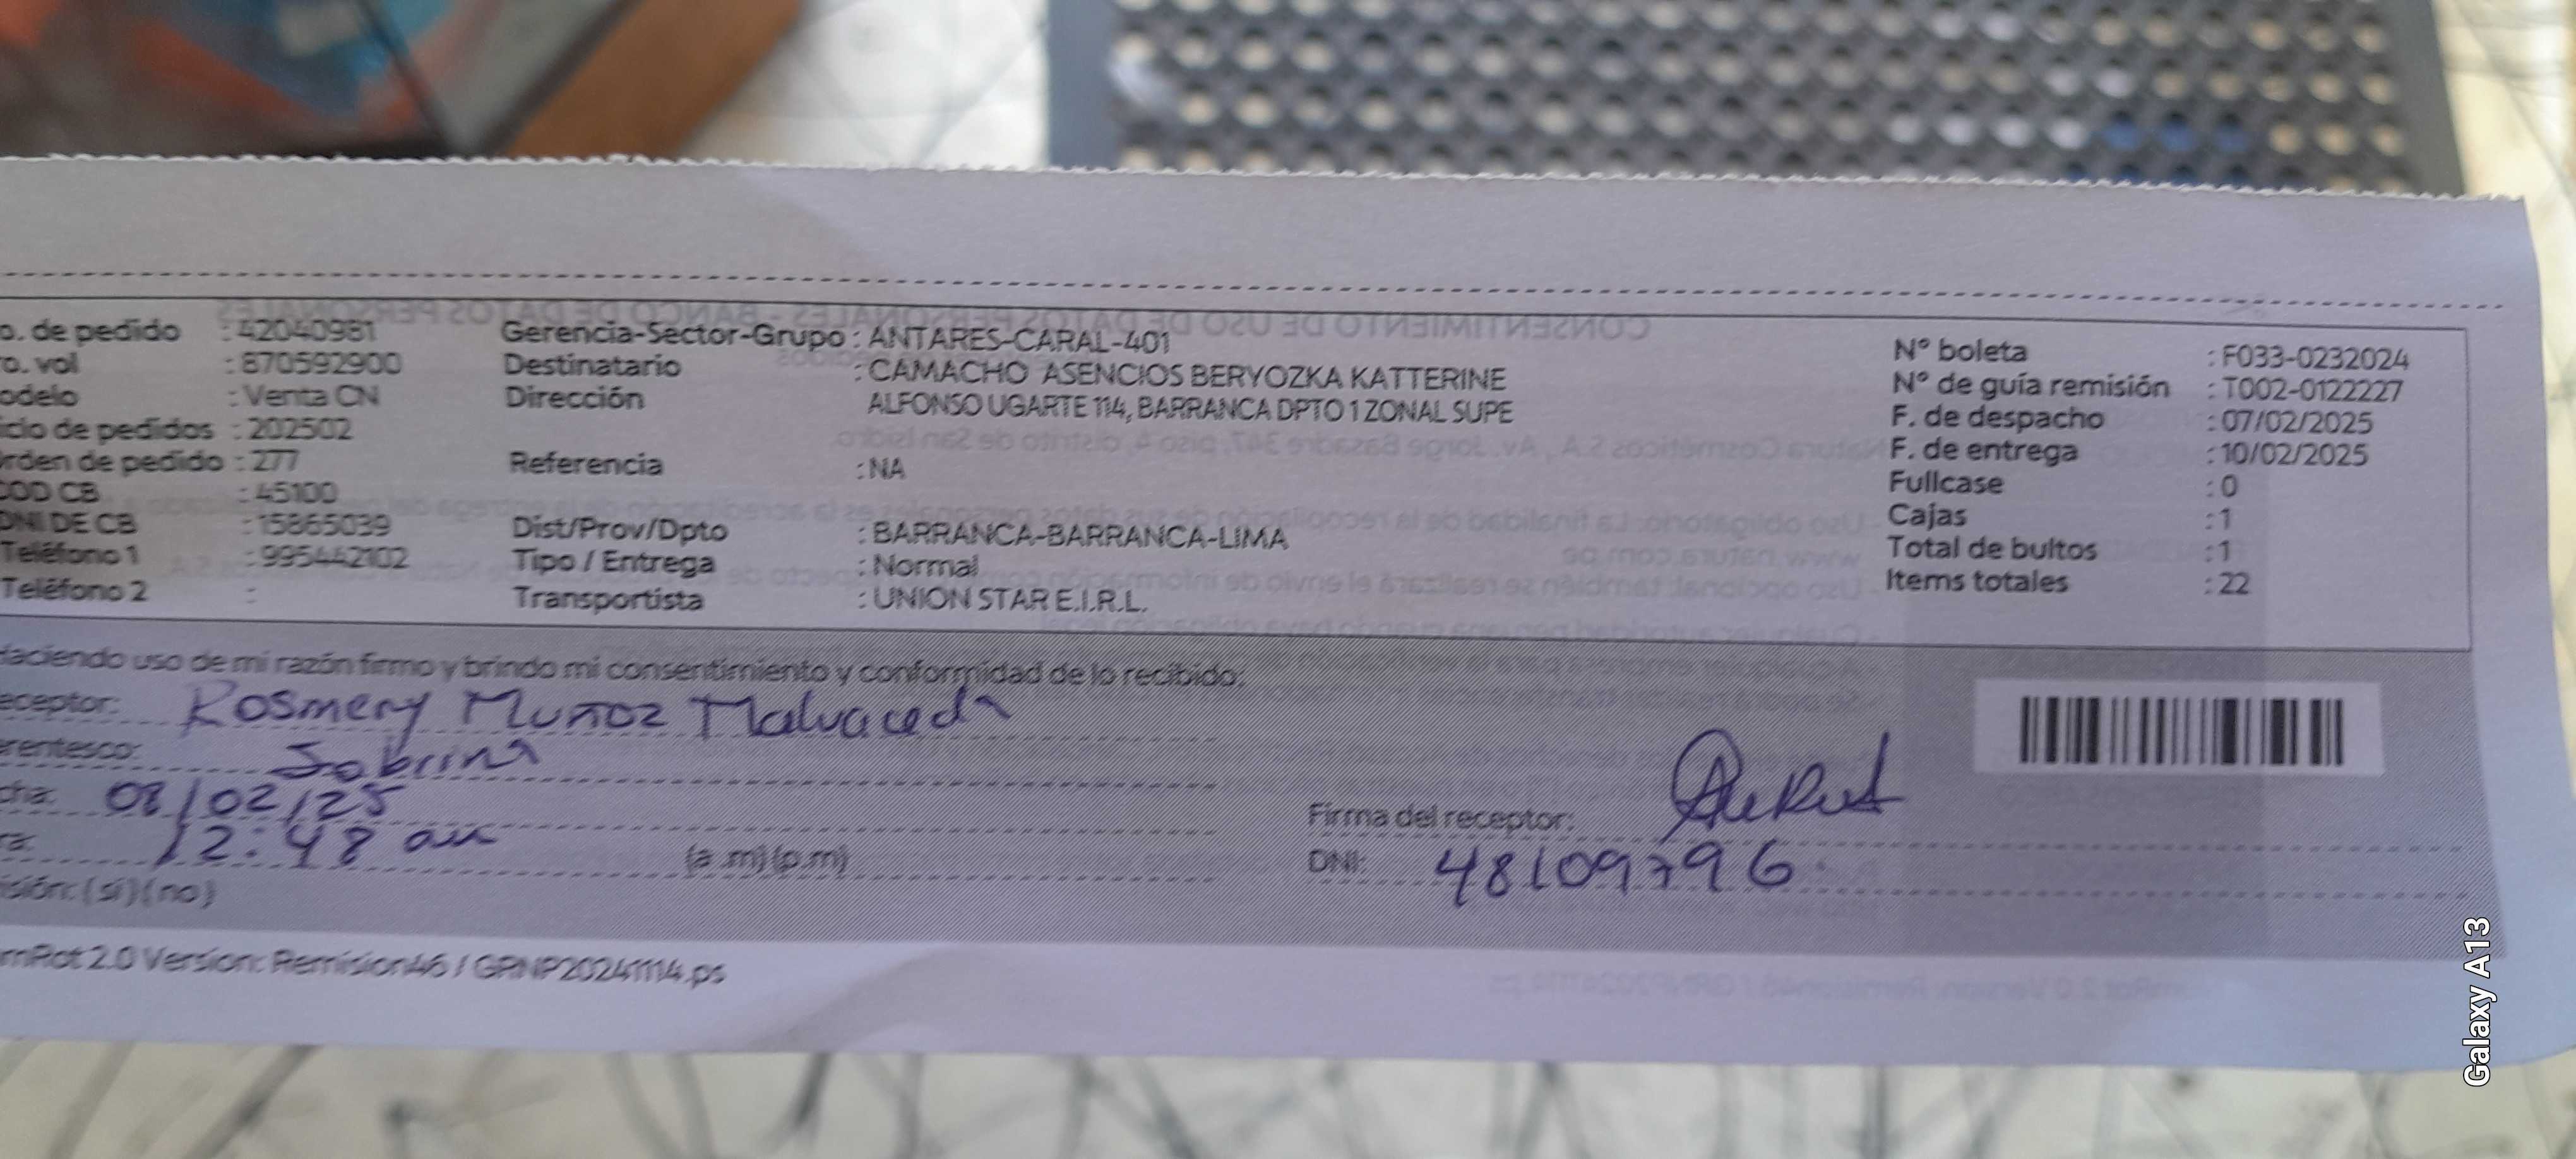 o. de pedido : 42040981
ro. vol : 870592900
odelo : Venta CN
iclo de pedidos : 202502
rden de pedido : 277
COD CB : 45100
DNI DE CB : 15865039
Teléfono 1 : 995442102
Teléfono 2 :
Gerencia-Sector-Grupo : ANTARES-CARAL-401
Destinatario : CAMACHO ASENCIOS BERYOZKA KATTERINE
Dirección ALFONSO UGARTE 114, BARRANCA DPTO 1 ZONAL SUPE
Referencia : NA
Dist/Prov/Dpto : BARRANCA-BARRANCA-LIMA
Tipo / Entrega : Normal
Transportista : UNION STAR E.I.R.L.
N° boleta : F033-0232024
N° de guía remisión : T002-0122227
F. de despacho : 07/02/2025
F. de entrega : 10/02/2025
Fullcase : 0
Cajas : 1
Total de bultos : 1
Items totales : 22
Haciendo uso de mi razón firmo y brindo mi consentimiento y conformidad de lo recibido:
eceptor: Rosmery Muñoz Malvaceda
erentesco: Sobrina
cha: 08/02/25
ra: 12:48 am (a .m) (p.m)
isión: (si) (no)
Firma del receptor:
DNI: 48109796
mRot 2.0 Version: Remision46 / GRNP20241114.ps
Galaxy A13